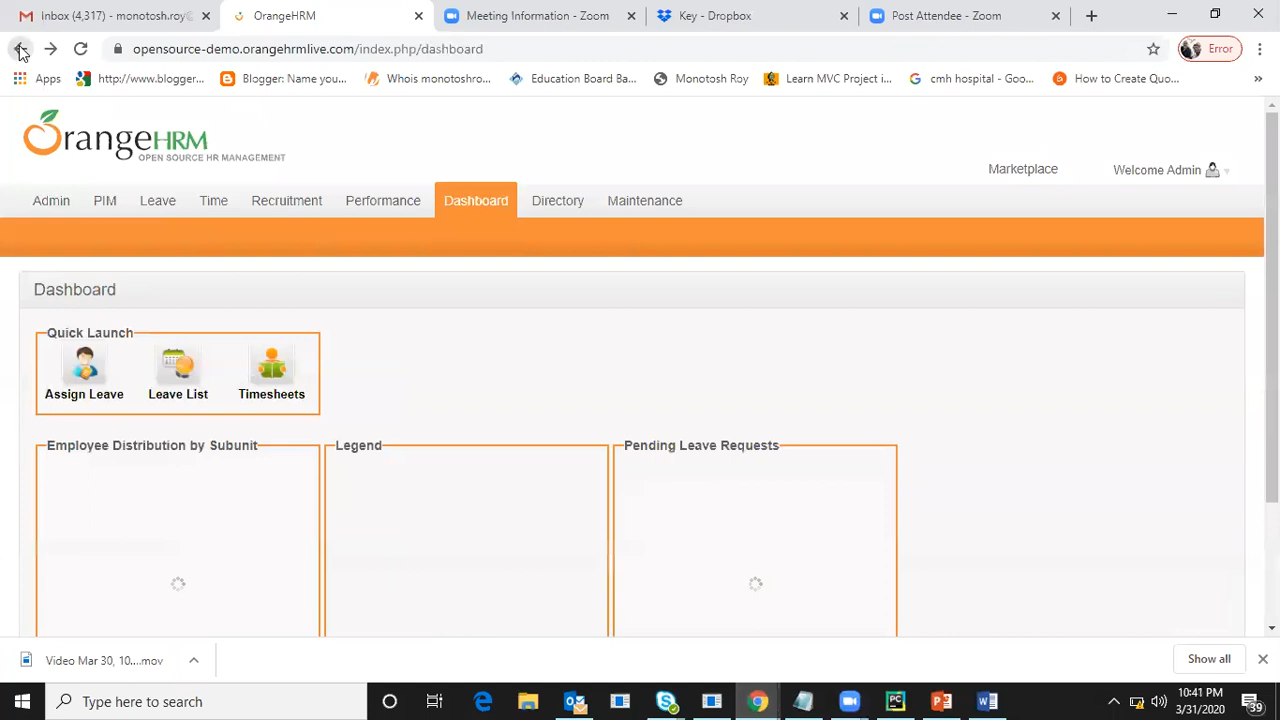 Inbox (4,317) - monotosh.roy@
OrangeHRM
Meeting Information - Zoom
Key - Dropbox
Post Attendee - Zoom
opensource-demo.orangehrmlive.com/index.php/dashboard
Error
Apps
http://www.blogger...
Blogger: Name you...
Whois monotoshro...
Education Board Ba...
Monotosh Roy
Learn MVC Project i...
cmh hospital - Goo...
How to Create Quo...
OrangeHRM
OPEN SOURCE HR MANAGEMENT
Marketplace
Welcome Admin
Admin PIM Leave Time Recruitment Performance Dashboard Directory Maintenance
Dashboard
Quick Launch
Assign Leave Leave List Timesheets
Employee Distribution by Subunit Legend Pending Leave Requests
Video Mar 30, 10....mov
Show all
Type here to search
10:41 PM
3/31/2020
39